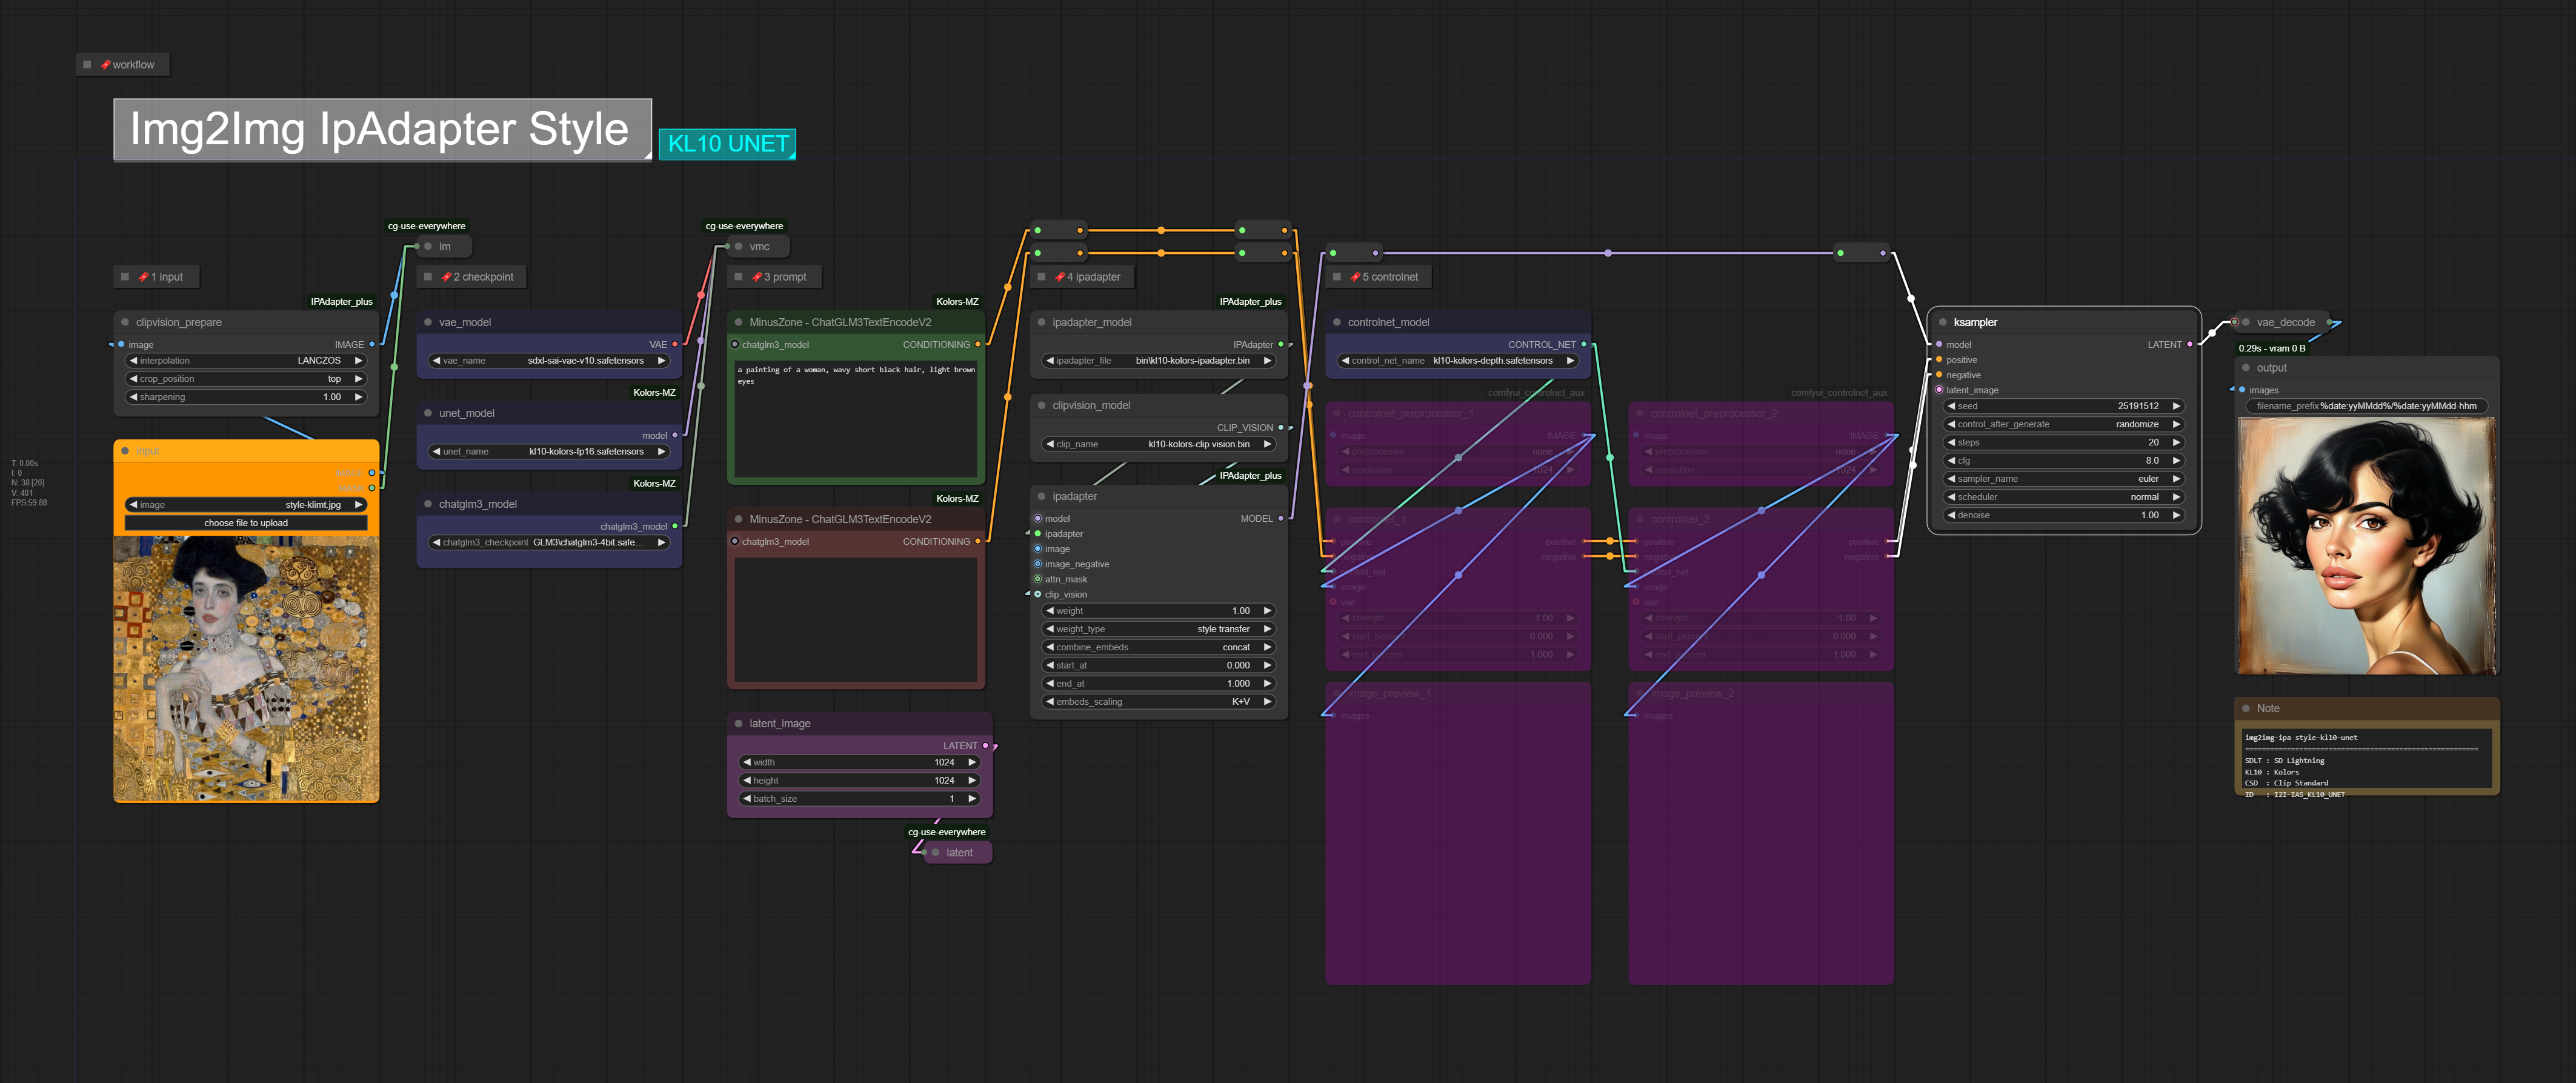 workflow
Img2Img IpAdapter Style
KL10 UNET
cg-use-everywhere
im
cg-use-everywhere
vmc
1 input
2 checkpoint
3 prompt
4 ipadapter
5 controlnet
IPAdapter_plus
clipvision_prepare
image IMAGE
interpolation LANCZOS
crop_position top
sharpening 1.00
input
IMAGE
MASK
image style-klimt.jpg
choose file to upload
T: 0.00s
I: 0
N: 38 [20]
V: 401
FPS:59.88
vae_model
VAE
vae_name sdxl-sai-vae-v10.safetensors
Kolors-MZ
unet_model
model
unet_name kl10-kolors-fp16.safetensors
Kolors-MZ
chatglm3_model
chatglm3_model
chatglm3_checkpoint GLM3\chatglm3-4bit.safe...
Kolors-MZ
MinusZone - ChatGLM3TextEncodeV2
chatglm3_model CONDITIONING
a painting of a woman, wavy short black hair, light brown
eyes
Kolors-MZ
MinusZone - ChatGLM3TextEncodeV2
chatglm3_model CONDITIONING
latent_image
LATENT
width 1024
height 1024
batch_size 1
cg-use-everywhere
latent
IPAdapter_plus
ipadapter_model
IPAdapter
ipadapter_file bin\kl10-kolors-ipadapter.bin
clipvision_model
CLIP_VISION
clip_name kl10-kolors-clip vision.bin
IPAdapter_plus
ipadapter
model MODEL
ipadapter
image
image_negative
attn_mask
clip_vision
weight 1.00
weight_type style transfer
combine_embeds concat
start_at 0.000
end_at 1.000
embeds_scaling K+V
controlnet_model
CONTROL_NET
control_net_name kl10-kolors-depth.safetensors
comfyui_controlnet_aux
controlnet_preprocessor_1
image IMAGE
preprocessor none
resolution 1024
controlnet_1
positive positive
negative negative
control_net
image
vae
strength 1.00
start_percent 0.000
end_percent 1.000
image_preview_1
images
comfyui_controlnet_aux
controlnet_preprocessor_2
image IMAGE
preprocessor none
resolution 1024
controlnet_2
positive positive
negative negative
control_net
image
vae
strength 1.00
start_percent 0.000
end_percent 1.000
image_preview_2
images
ksampler
model LATENT
positive
negative
latent_image
seed 25191512
control_after_generate randomize
steps 20
cfg 8.0
sampler_name euler
scheduler normal
denoise 1.00
vae_decode
0.29s - vram 0 B
output
images
filename_prefix %date:yyMMdd%/%date:yyMMdd-hhm
Note
img2img-ipa style-kl10-unet
========================================================
SDLT : SD Lightning
KL10 : Kolors
CSD : Clip Standard
ID : I2I-IAS_KL10_UNET